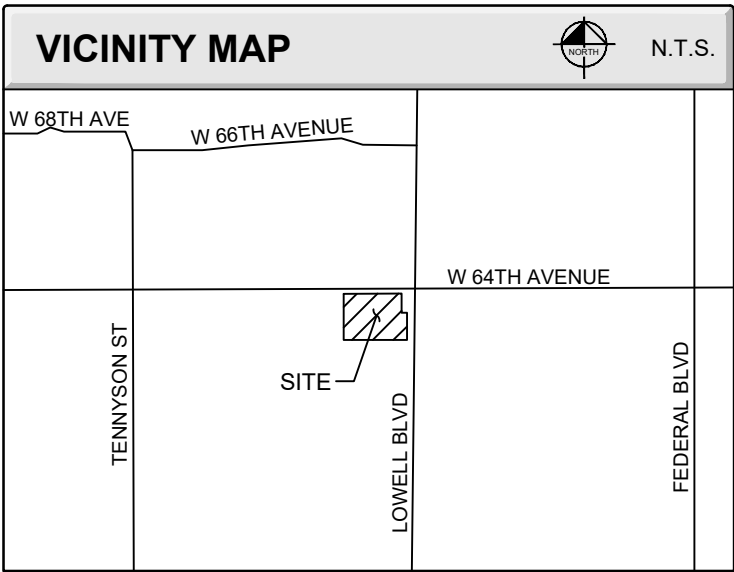 VICINITY MAP
NORTH
N.T.S.
W 68TH AVE
W 66TH AVENUE
W 64TH AVENUE
SITE
TENNYSON ST
LOWELL BLVD
FEDERAL BLVD